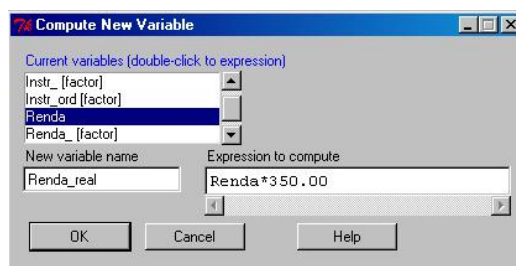 Compute New Variable
Current variables (double-click to expression)
Instr_ [factor]
Instr_ord [factor]
Renda
Renda_ [factor]
New variable name
Expression to compute
Renda_real
Renda*350.00
OK
Cancel
Help